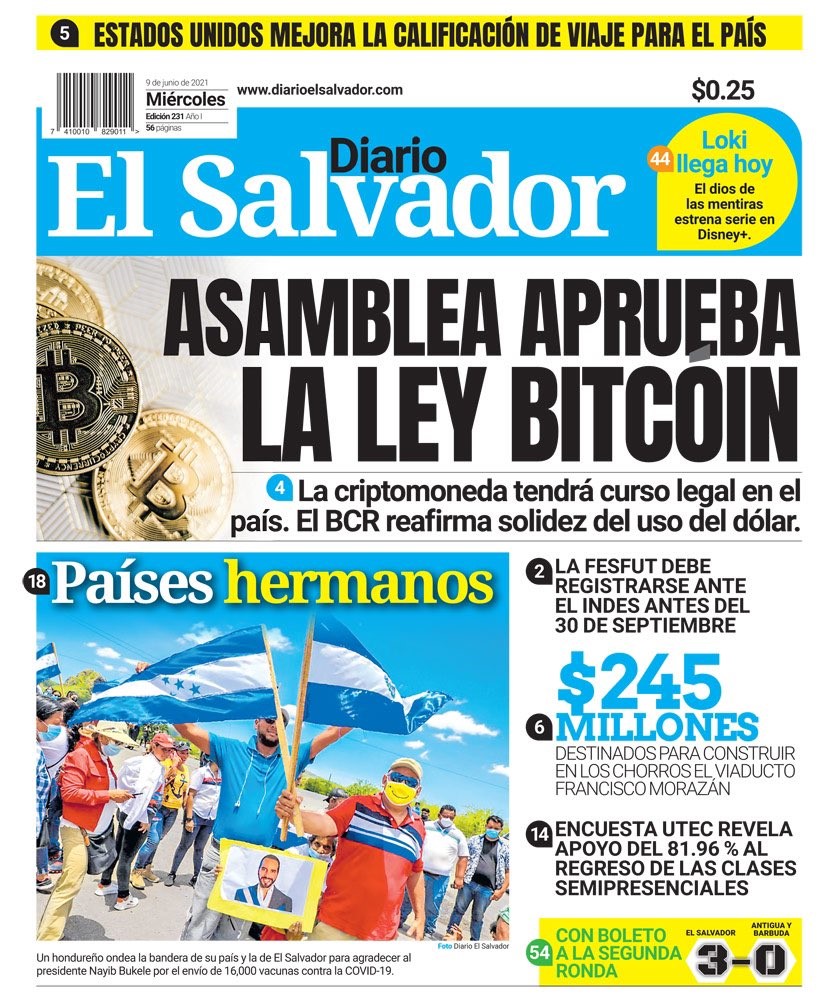 5 ESTADOS UNIDOS MEJORA LA CALIFICACIÓN DE VIAJE PARA EL PAÍS
9 de junio de 2021
Miércoles
Edición 231 Año I
56 páginas
7 410010 829011 >
www.diarioelsalvador.com
$0.25
Diario
El Salvador
44 Loki
llega hoy
El dios de
las mentiras
estrena serie en
Disney+.
ASAMBLEA APRUEBA
LA LEY BITCÓIN
4 La criptomoneda tendrá curso legal en el
país. El BCR reafirma solidez del uso del dólar.
18 Países hermanos
Foto Diario El Salvador
Un hondureño ondea la bandera de su país y la de El Salvador para agradecer al
presidente Nayib Bukele por el envío de 16,000 vacunas contra la COVID-19.
2 LA FESFUT DEBE
REGISTRARSE ANTE
EL INDES ANTES DEL
30 DE SEPTIEMBRE
$245
6 MILLONES
DESTINADOS PARA CONSTRUIR
EN LOS CHORROS EL VIADUCTO
FRANCISCO MORAZÁN
14 ENCUESTA UTEC REVELA
APOYO DEL 81.96 % AL
REGRESO DE LAS CLASES
SEMIPRESENCIALES
54 CON BOLETO
A LA SEGUNDA
RONDA
EL SALVADOR
ANTIGUA Y
BARBUDA
3-0